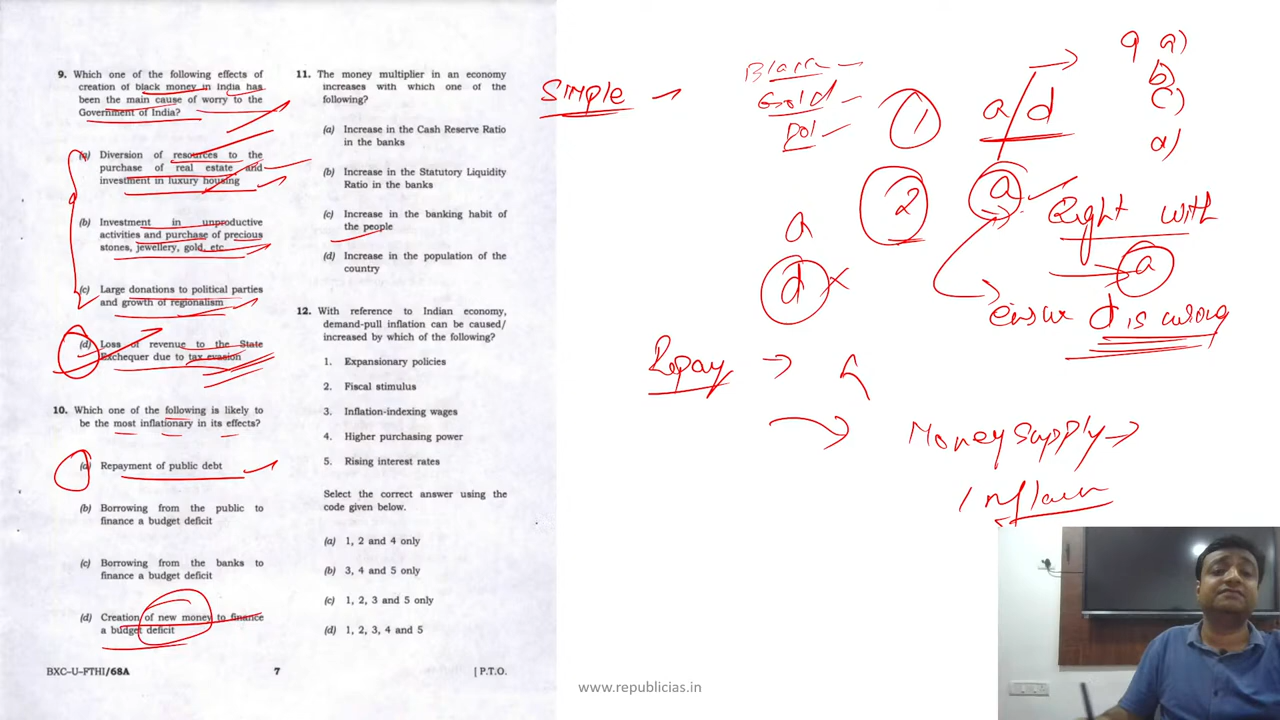 9. Which one of the following effects of
creation of black money in India has
been the main cause of worry to the
Government of India?
(a) Diversion of resources to the
purchase of real estate and
investment in luxury housing
(b) Investment in unproductive
activities and purchase of precious
stones, jewellery, gold, etc.
(c) Large donations to political parties
and growth of regionalism
(d) Loss of revenue to the State
Exchequer due to tax evasion
10. Which one of the following is likely to
be the most inflationary in its effects?
(a) Repayment of public debt
(b) Borrowing from the public to
finance a budget deficit
(c) Borrowing from the banks to
finance a budget deficit
(d) Creation of new money to finance
a budget deficit
BXC-U-FTHI/68A
11. The money multiplier in an economy
increases with which one of the
following?
(a) Increase in the Cash Reserve Ratio
in the banks
(b) Increase in the Statutory Liquidity
Ratio in the banks
(c) Increase in the banking habit of
the people
(d) Increase in the population of the
country
12. With reference to Indian economy,
demand-pull inflation can be caused/
increased by which of the following?
1. Expansionary policies
2. Fiscal stimulus
3. Inflation-indexing wages
4. Higher purchasing power
5. Rising interest rates
Select the correct answer using the
code given below.
(a) 1, 2 and 4 only
(b) 3, 4 and 5 only
(c) 1, 2, 3 and 5 only
(d) 1, 2, 3, 4 and 5
7
[ P.T.O.
Simple
Black
Gold
Pol
1
a/d
9 a)
b)
c)
2
a
Right with
a
a
d
ensure d is wrong
Repay
Money supply
www.republicias.in